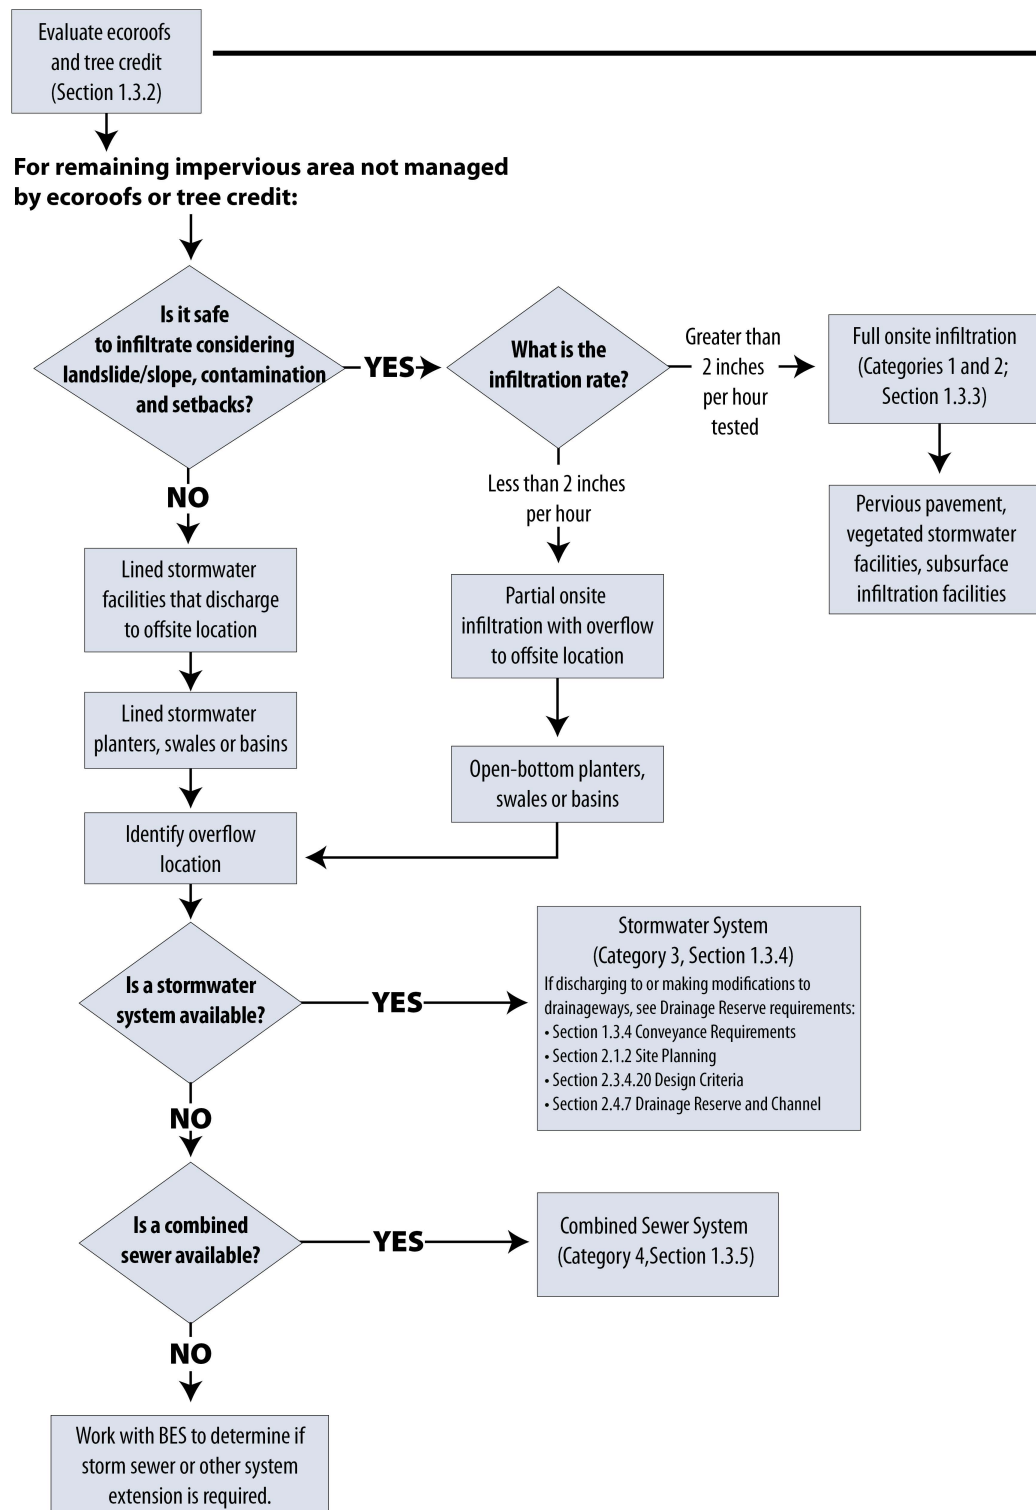 Evaluate ecoroofs
and tree credit
(Section 1.3.2)
For remaining impervious area not managed
by ecoroofs or tree credit:
Is it safe
to infiltrate considering
landslide/slope, contamination
and setbacks?
YES
What is the
infiltration rate?
Greater than
2 inches
per hour
tested
Full onsite infiltration
(Categories 1 and 2;
Section 1.3.3)
Pervious pavement,
vegetated stormwater
facilities, subsurface
infiltration facilities
NO
Less than 2 inches
per hour
Lined stormwater
facilities that discharge
to offsite location
Partial onsite
infiltration with overflow
to offsite location
Lined stormwater
planters, swales or basins
Open-bottom planters,
swales or basins
Identify overflow
location
Is a stormwater
system available?
YES
Stormwater System
(Category 3, Section 1.3.4)
If discharging to or making modifications to
drainageways, see Drainage Reserve requirements:
• Section 1.3.4 Conveyance Requirements
• Section 2.1.2 Site Planning
• Section 2.3.4.20 Design Criteria
• Section 2.4.7 Drainage Reserve and Channel
NO
Is a combined
sewer available?
YES
Combined Sewer System
(Category 4,Section 1.3.5)
NO
Work with BES to determine if
storm sewer or other system
extension is required.